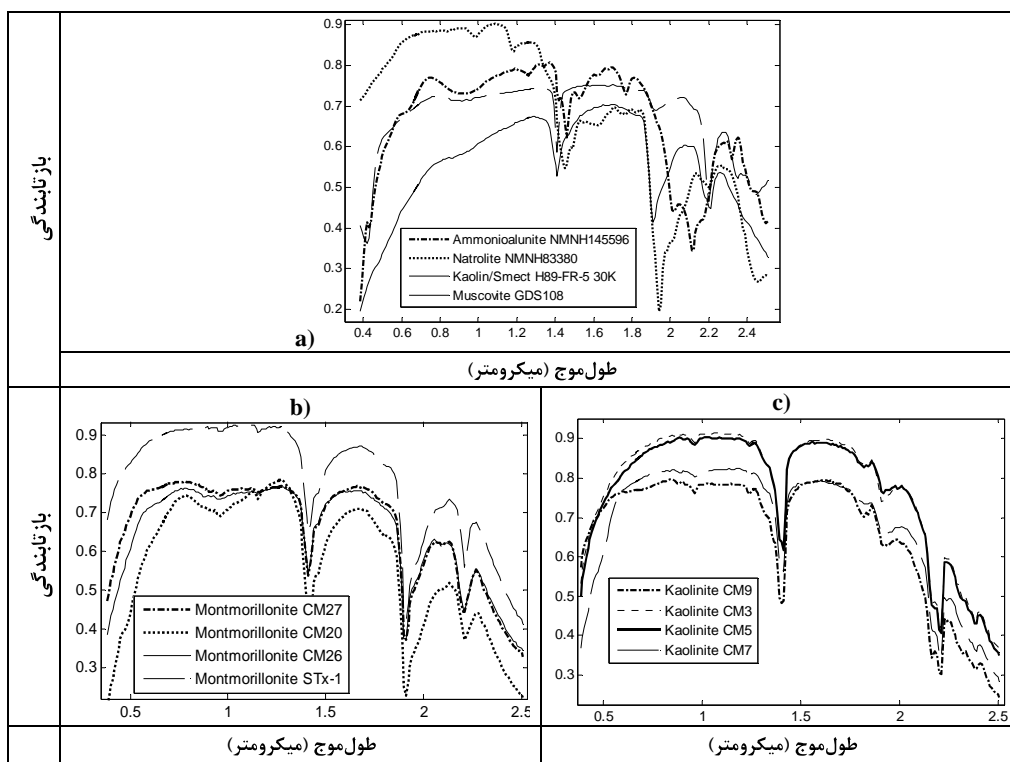 0.9
0.8
0.7
0.6
0.5
0.4
0.3
0.2
0.4 0.6 0.8 1 1.2 1.4 1.6 1.8 2 2.2 2.4
Ammonioalunite NMNH145596
Natrolite NMNH83380
Kaolin/Smect H89-FR-5 30K
Muscovite GDS108
a)
بازتابندگی
طول‌موج (میکرومتر)
b)
0.9
0.8
0.7
0.6
0.5
0.4
0.3
0.5 1 1.5 2 2.5
Montmorillonite CM27
Montmorillonite CM20
Montmorillonite CM26
Montmorillonite STx-1
بازتابندگی
طول‌موج (میکرومتر)
c)
0.9
0.8
0.7
0.6
0.5
0.4
0.3
0.5 1 1.5 2 2.5
Kaolinite CM9
Kaolinite CM3
Kaolinite CM5
Kaolinite CM7
طول‌موج (میکرومتر)